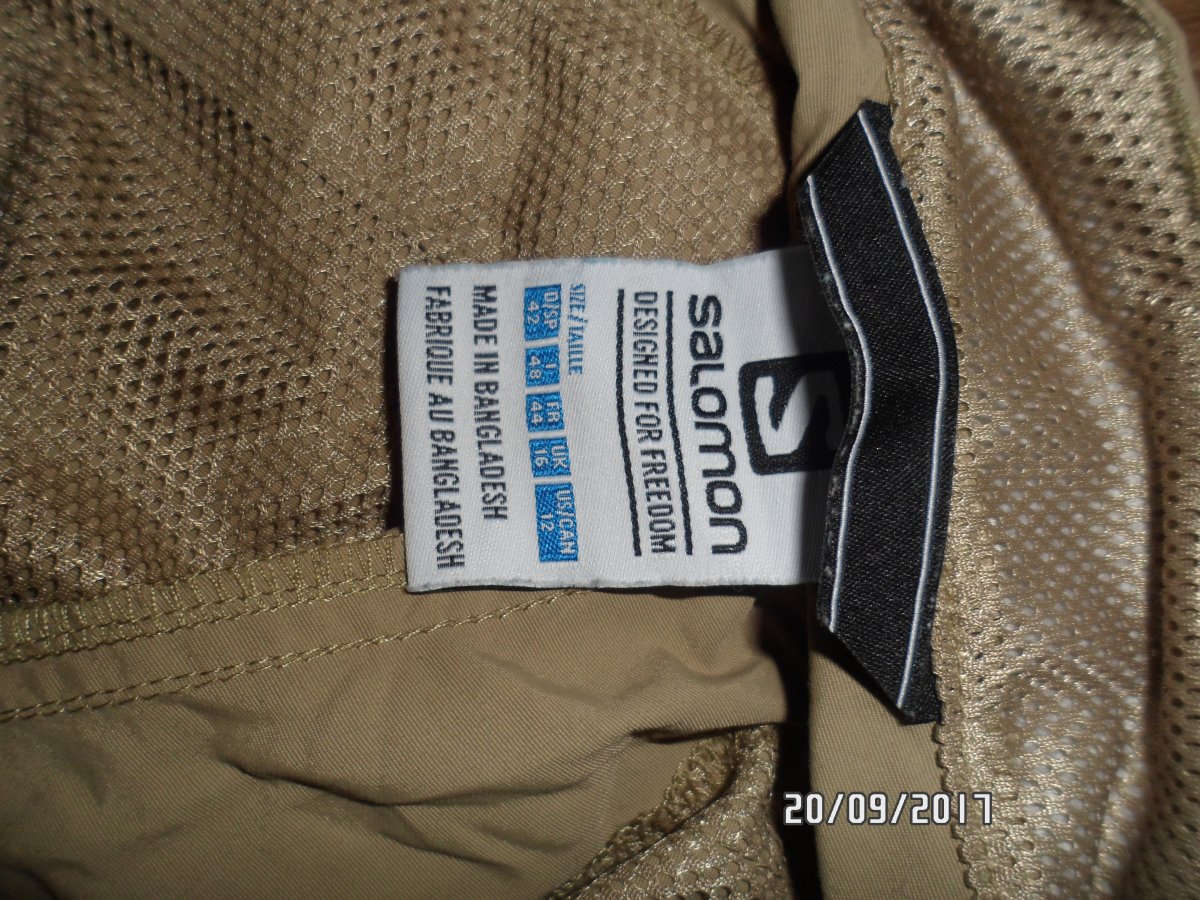 S
SALOMON
DESIGNED FOR FREEDOM
SIZE/TAILLE
D/SP I FR UK US/CAN
42 48 44 16 12
MADE IN BANGLADESH
FABRIQUE AU BANGLADESH
20/09/2017